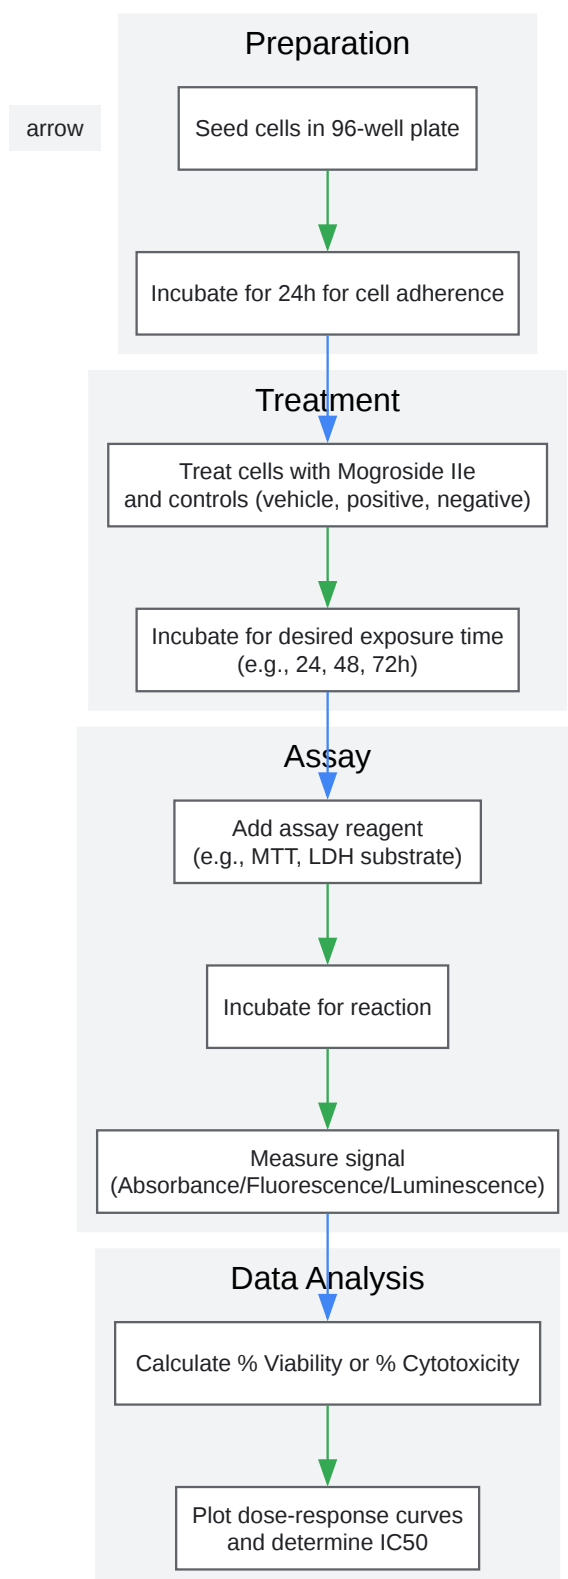 Preparation
arrow
Seed cells in 96-well plate
Incubate for 24h for cell adherence
Treatment
Treat cells with Mogroside IIe
and controls (vehicle, positive, negative)
Incubate for desired exposure time
(e.g., 24, 48, 72h)
Assay
Add assay reagent
(e.g., MTT, LDH substrate)
Incubate for reaction
Measure signal
(Absorbance/Fluorescence/Luminescence)
Data Analysis
Calculate % Viability or % Cytotoxicity
Plot dose-response curves
and determine IC50